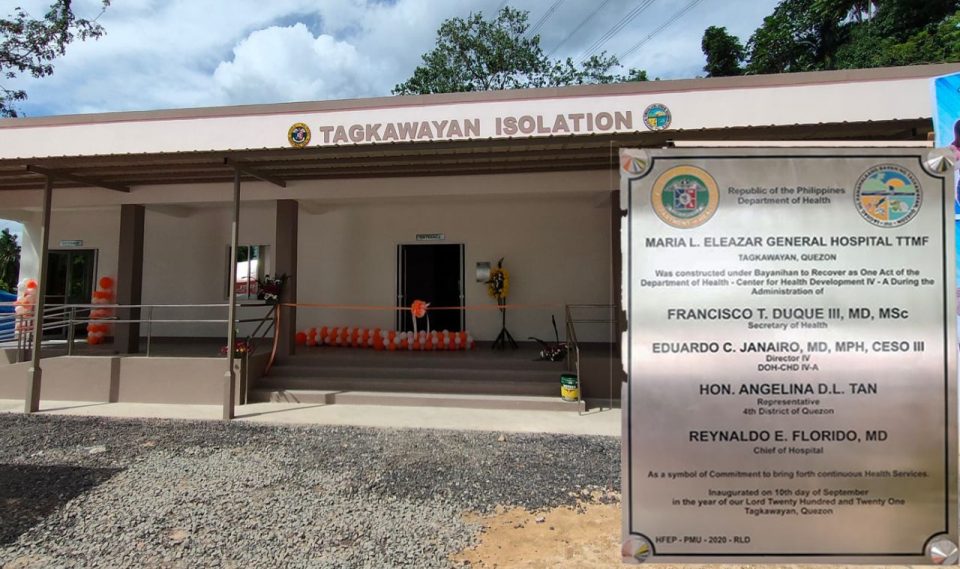 TAGKAWAYAN ISOLATION
ENTRANCE
Republic of the Philippines
Department of Health
MARIA L. ELEAZAR GENERAL HOSPITAL TTMF
TAGKAWAYAN, QUEZON
Was constructed under Bayanihan to Recover as One Act of the
Department of Health - Center for Health Development IV - A During the
Administration of
FRANCISCO T. DUQUE III, MD, MSc
Secretary of Health
EDUARDO C. JANAIRO, MD, MPH, CESO III
Director IV
DOH-CHD IV-A
HON. ANGELINA D.L. TAN
Representative
4th District of Quezon
REYNALDO E. FLORIDO, MD
Chief of Hospital
As a symbol of Commitment to bring forth continuous Health Services.
Inaugurated on 10th day of September
in the year of our Lord Twenty Hundred and Twenty One
Tagkawayan, Quezon
HFEP - PMU - 2020 - RLD